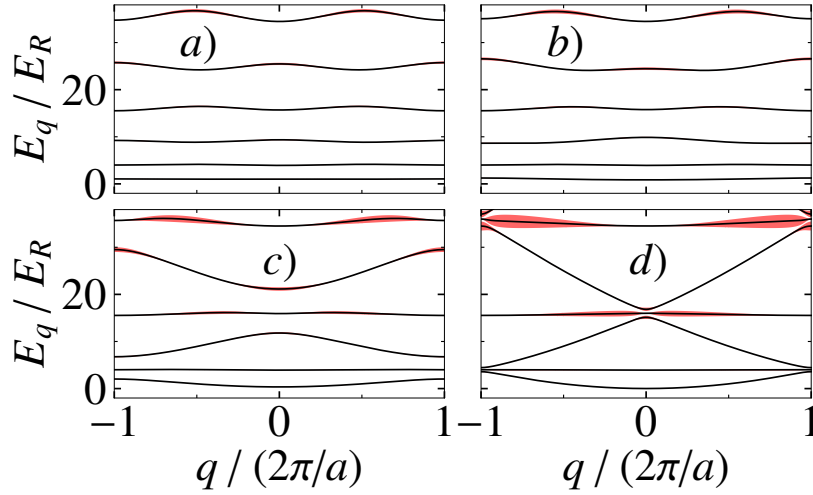 a)
b)
E_q / E_R
20
0
c)
d)
E_q / E_R
20
0
−1 0 1 −1 0 1
q / (2π/a) q / (2π/a)